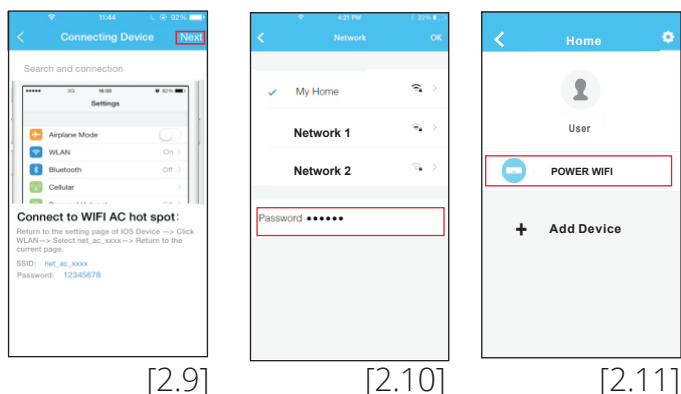 11:44 92%
Connecting Device Next
Search and connection
3G 16:08 82%
Settings
Airplane Mode
WLAN On
Bluetooth Off
Cellular
Connect to WIFI AC hot spot:
Return to the setting page of IOS Device —> Click
WLAN—> Select net_ac_xxxx—> Return to the
current page.
SSID: net_ac_xxxx
Password: 12345678
[2.9]
4:21 PM 22%
Network OK
My Home
Network 1
Network 2
Password ••••••
[2.10]
Home
User
POWER WIFI
+ Add Device
[2.11]